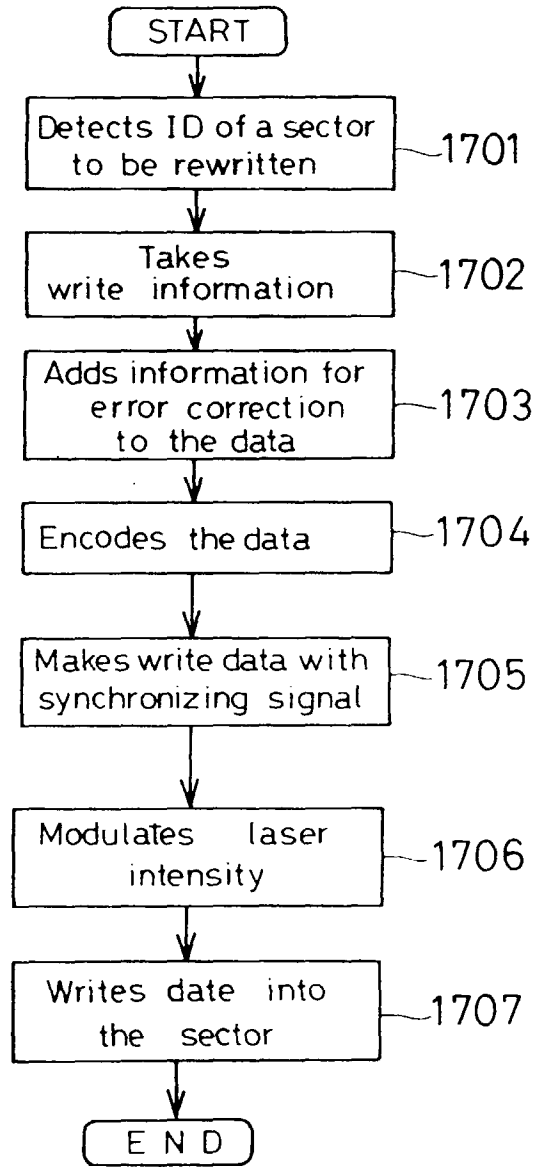 START
Detects ID of a sector
to be rewritten
1701
Takes
write information
1702
Adds information for
error correction
to the data
1703
Encodes the data
1704
Makes write data with
synchronizing signal
1705
Modulates laser
intensity
1706
Writes date into
the sector
1707
END